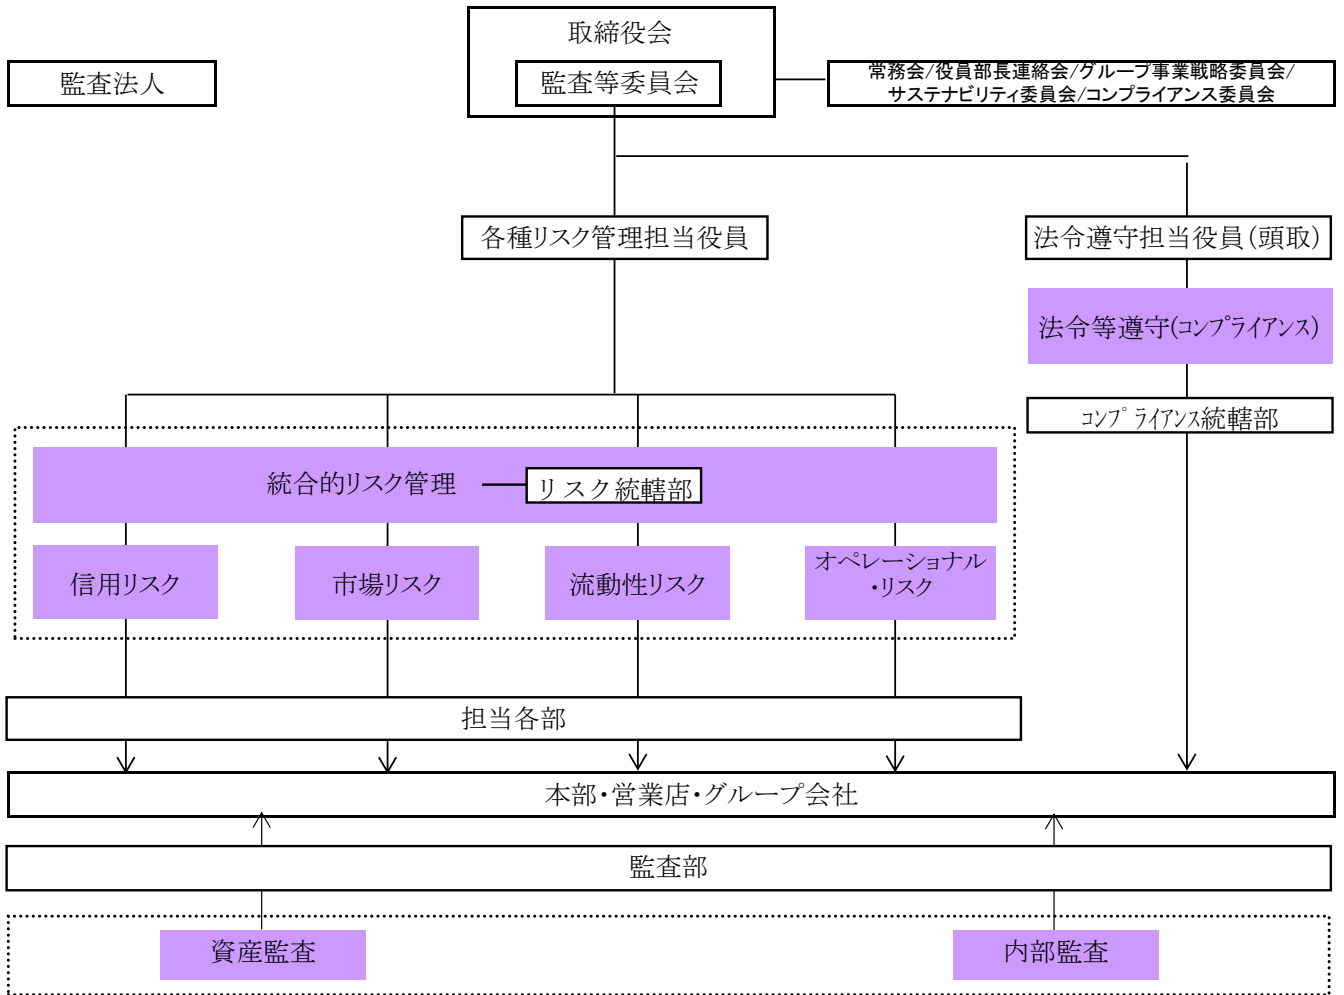 取締役会
監査法人
監査等委員会
常務会/役員部長連絡会/グループ事業戦略委員会/
サステナビリティ委員会/コンプライアンス委員会
各種リスク管理担当役員
法令遵守担当役員(頭取)
法令等遵守(コンプライアンス)
コンプライアンス統轄部
統合的リスク管理
リスク統轄部
信用リスク
市場リスク
流動性リスク
オペレーショナル
・リスク
担当各部
本部・営業店・グループ会社
監査部
資産監査
内部監査